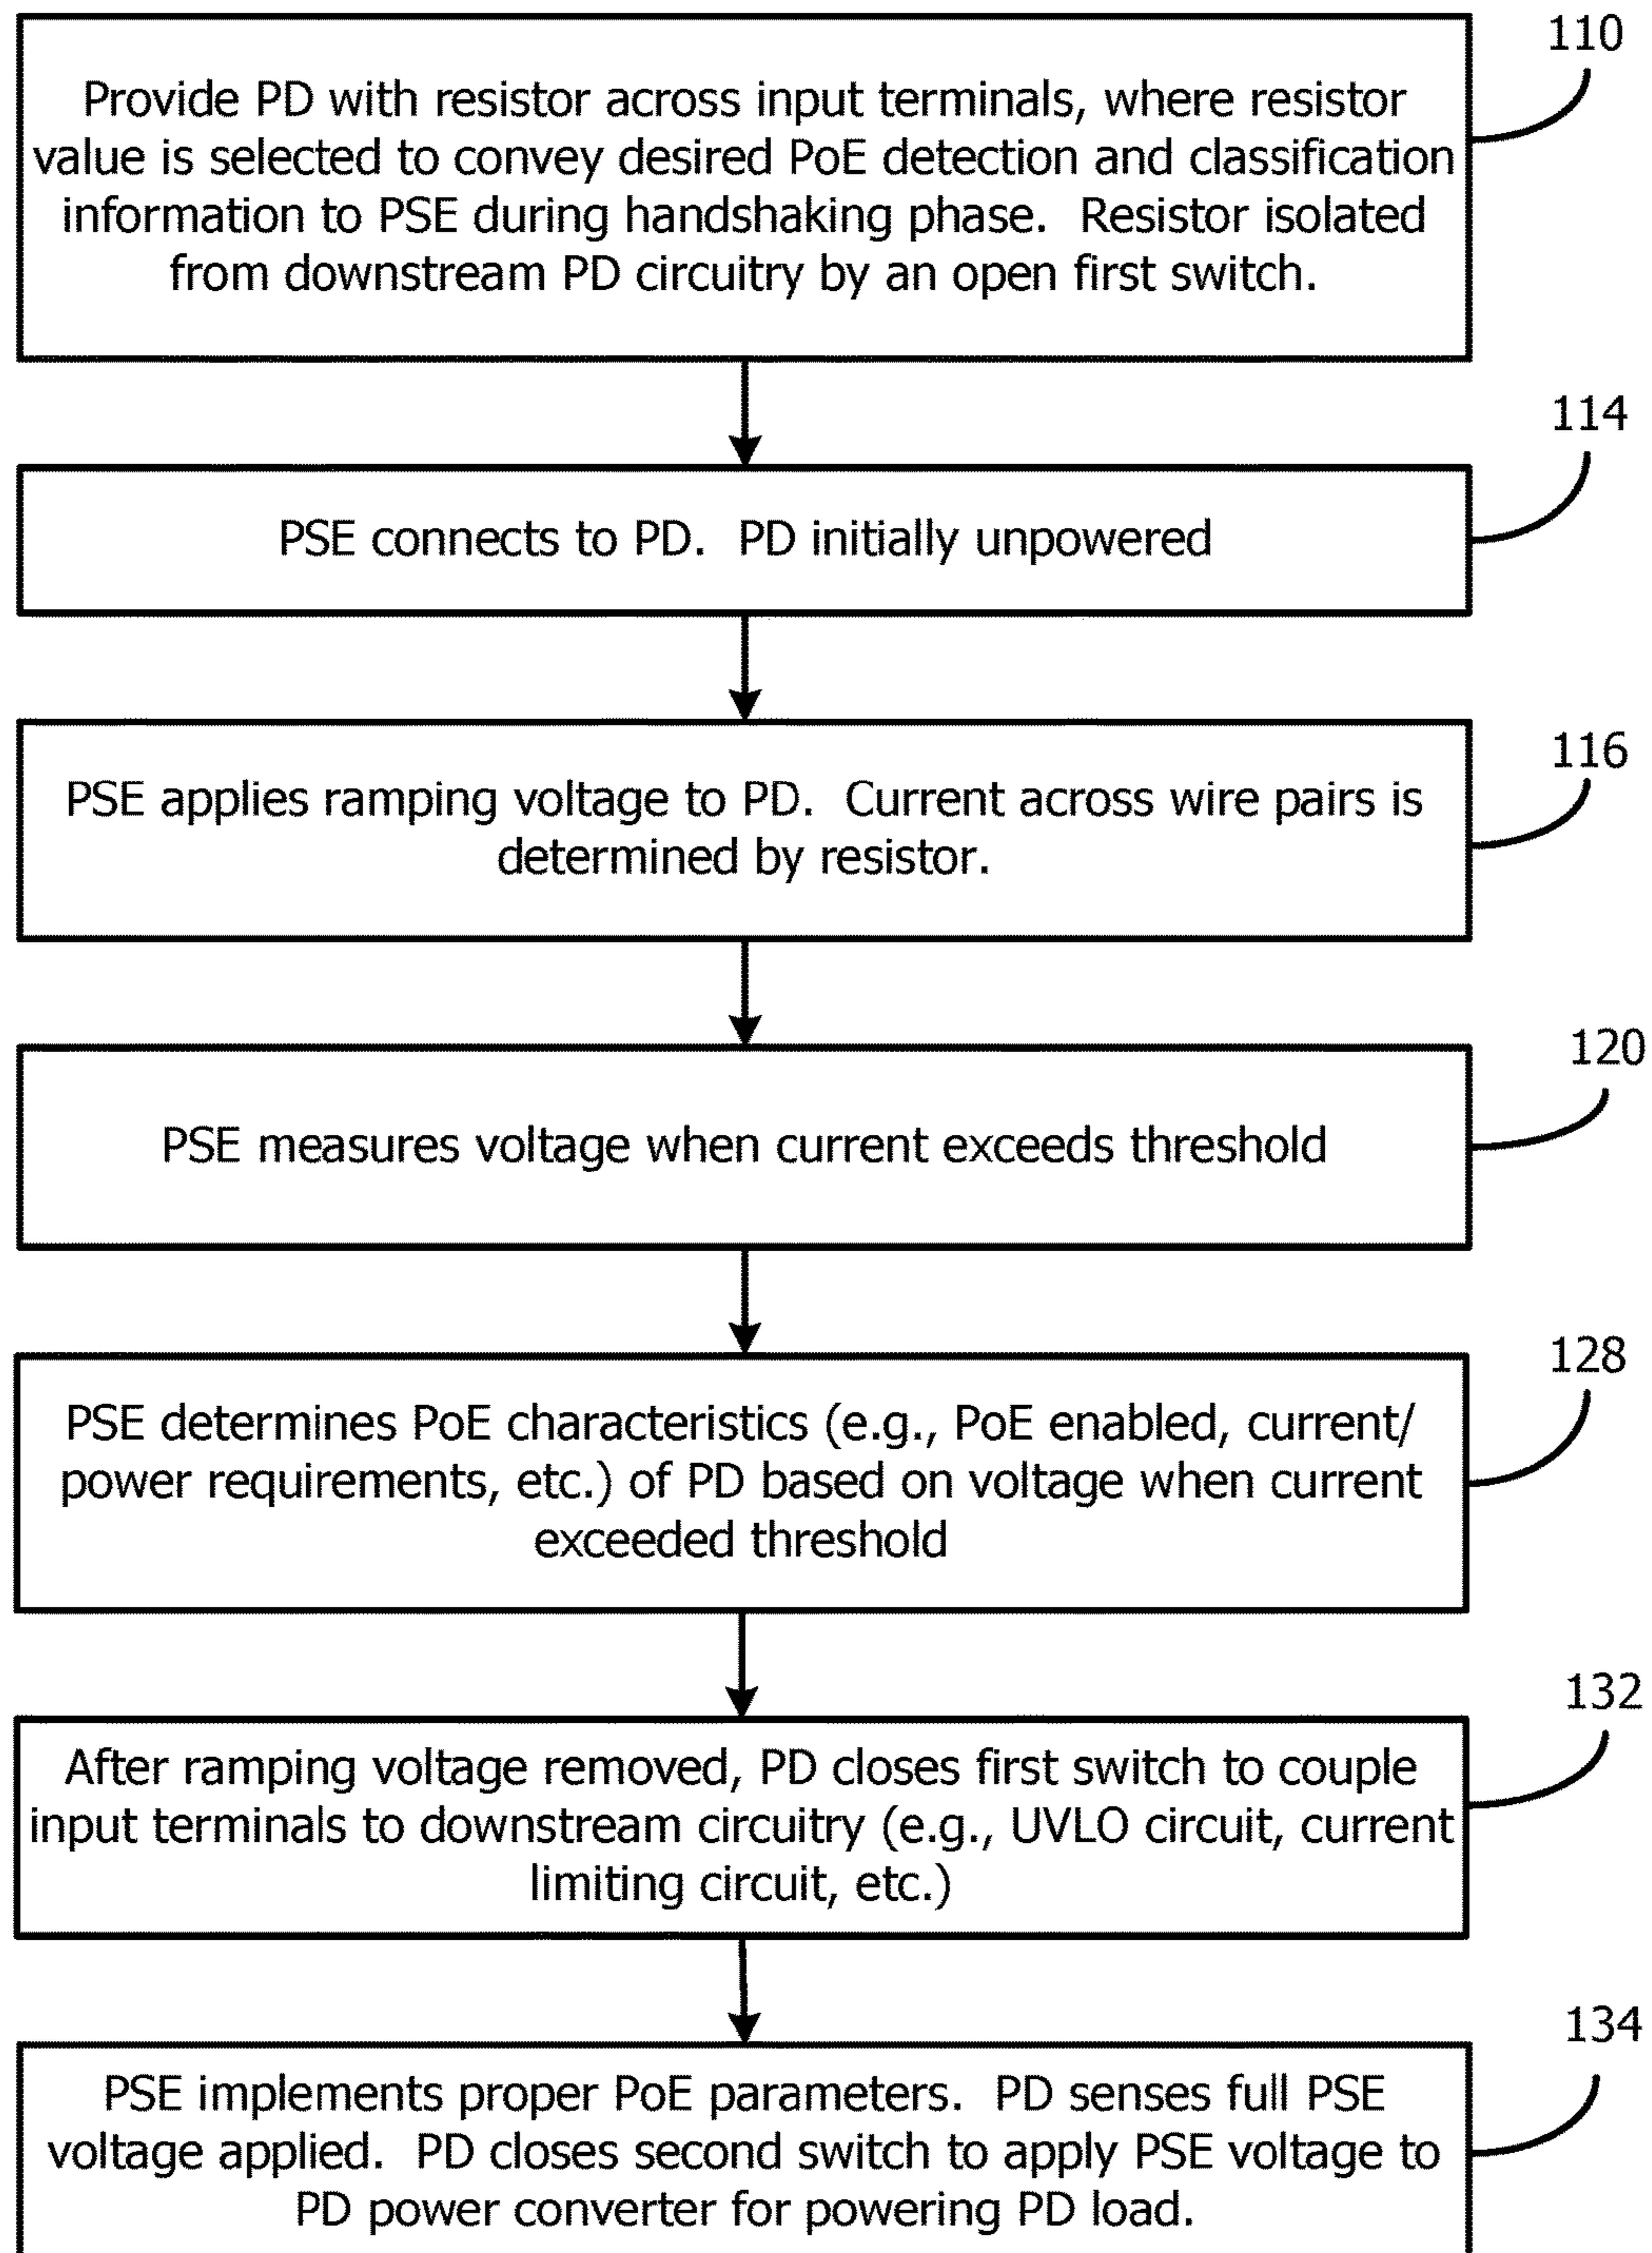 110
Provide PD with resistor across input terminals, where resistor
value is selected to convey desired PoE detection and classification
information to PSE during handshaking phase.  Resistor isolated
from downstream PD circuitry by an open first switch.
114
PSE connects to PD.  PD initially unpowered
116
PSE applies ramping voltage to PD.  Current across wire pairs is
determined by resistor.
120
PSE measures voltage when current exceeds threshold
128
PSE determines PoE characteristics (e.g., PoE enabled, current/
power requirements, etc.) of PD based on voltage when current
exceeded threshold
132
After ramping voltage removed, PD closes first switch to couple
input terminals to downstream circuitry (e.g., UVLO circuit, current
limiting circuit, etc.)
134
PSE implements proper PoE parameters.  PD senses full PSE
voltage applied.  PD closes second switch to apply PSE voltage to
PD power converter for powering PD load.